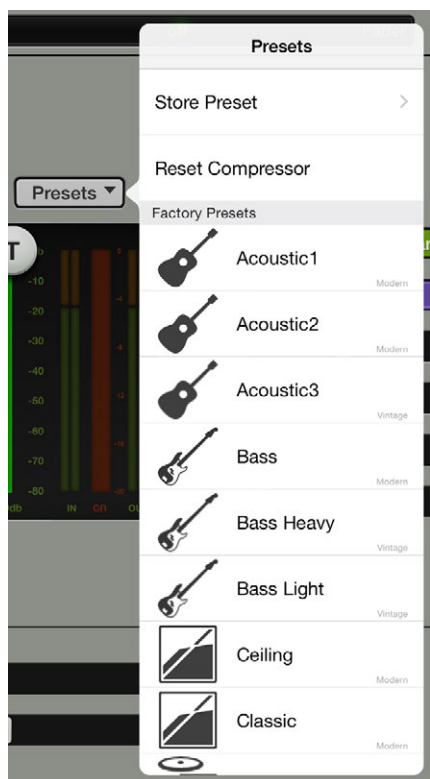 Presets
Store Preset
Reset Compressor
Presets
Factory Presets
Acoustic1
Modern
Acoustic2
Modern
Acoustic3
Vintage
Bass
Modern
Bass Heavy
Vintage
Bass Light
Vintage
Ceiling
Modern
Classic
Modern
T
-10
-20
-30
-40
-50
-60
-70
-80
IN
GR